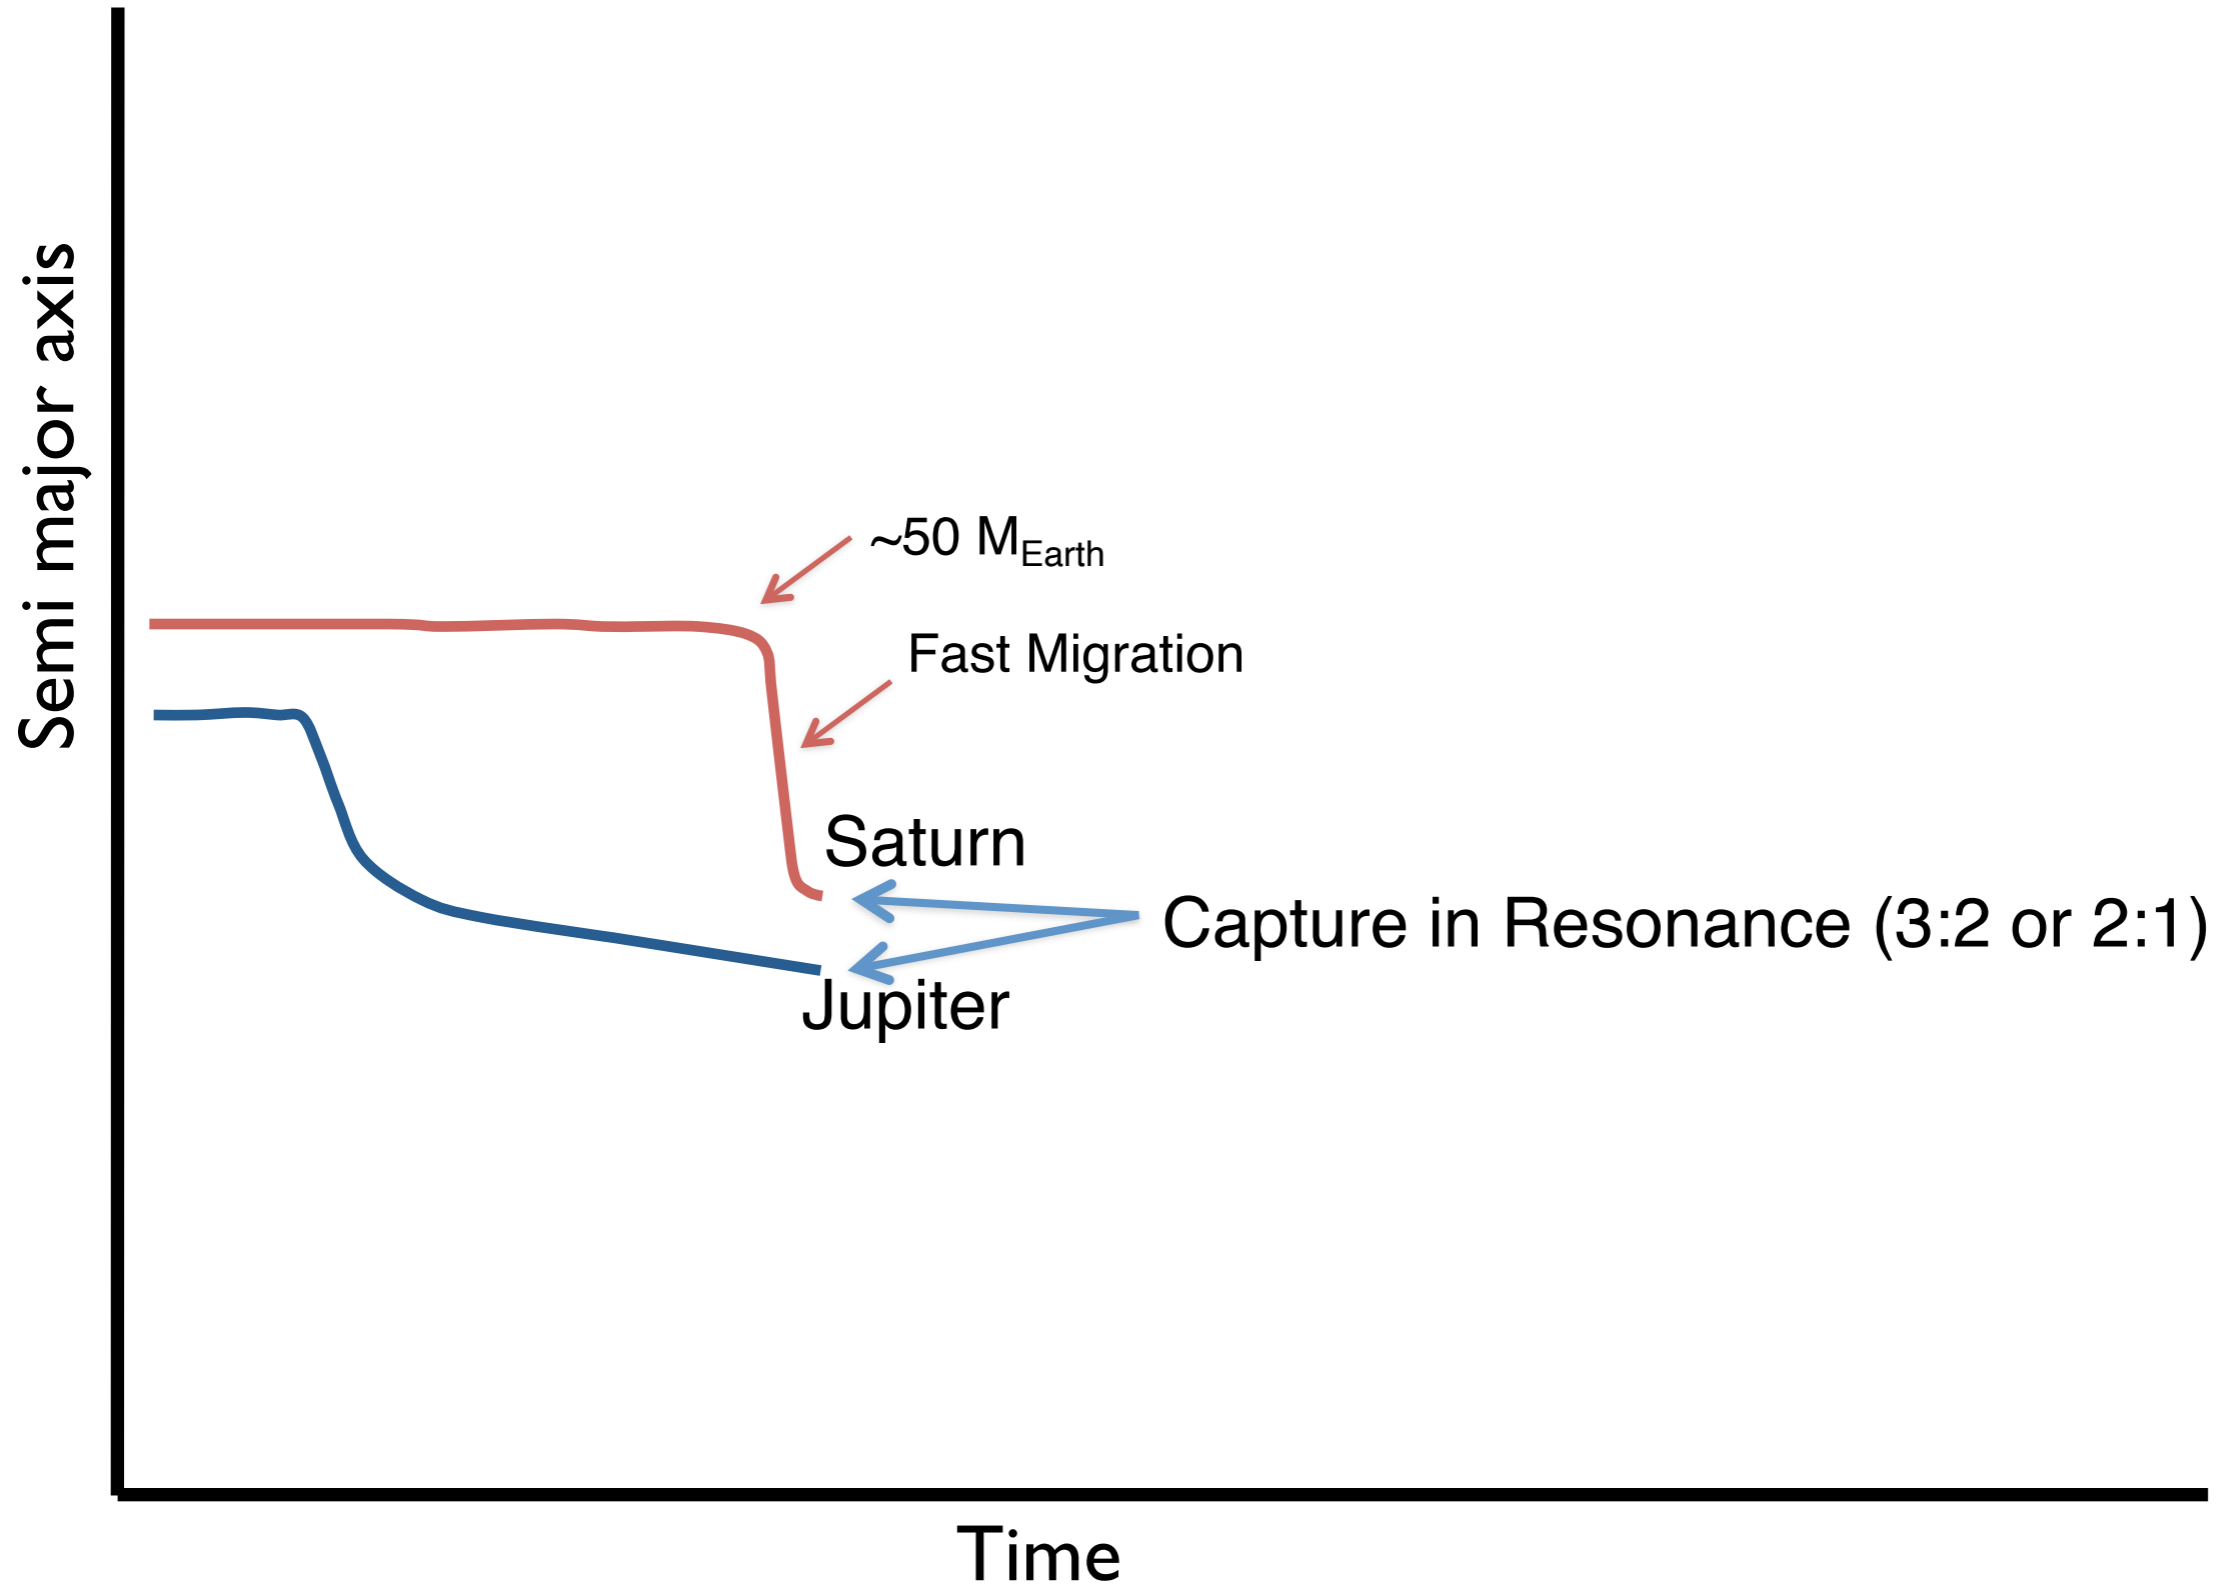 Semi major axis
~50 MEarth
Fast Migration
Saturn
Capture in Resonance (3:2 or 2:1)
Jupiter
Time